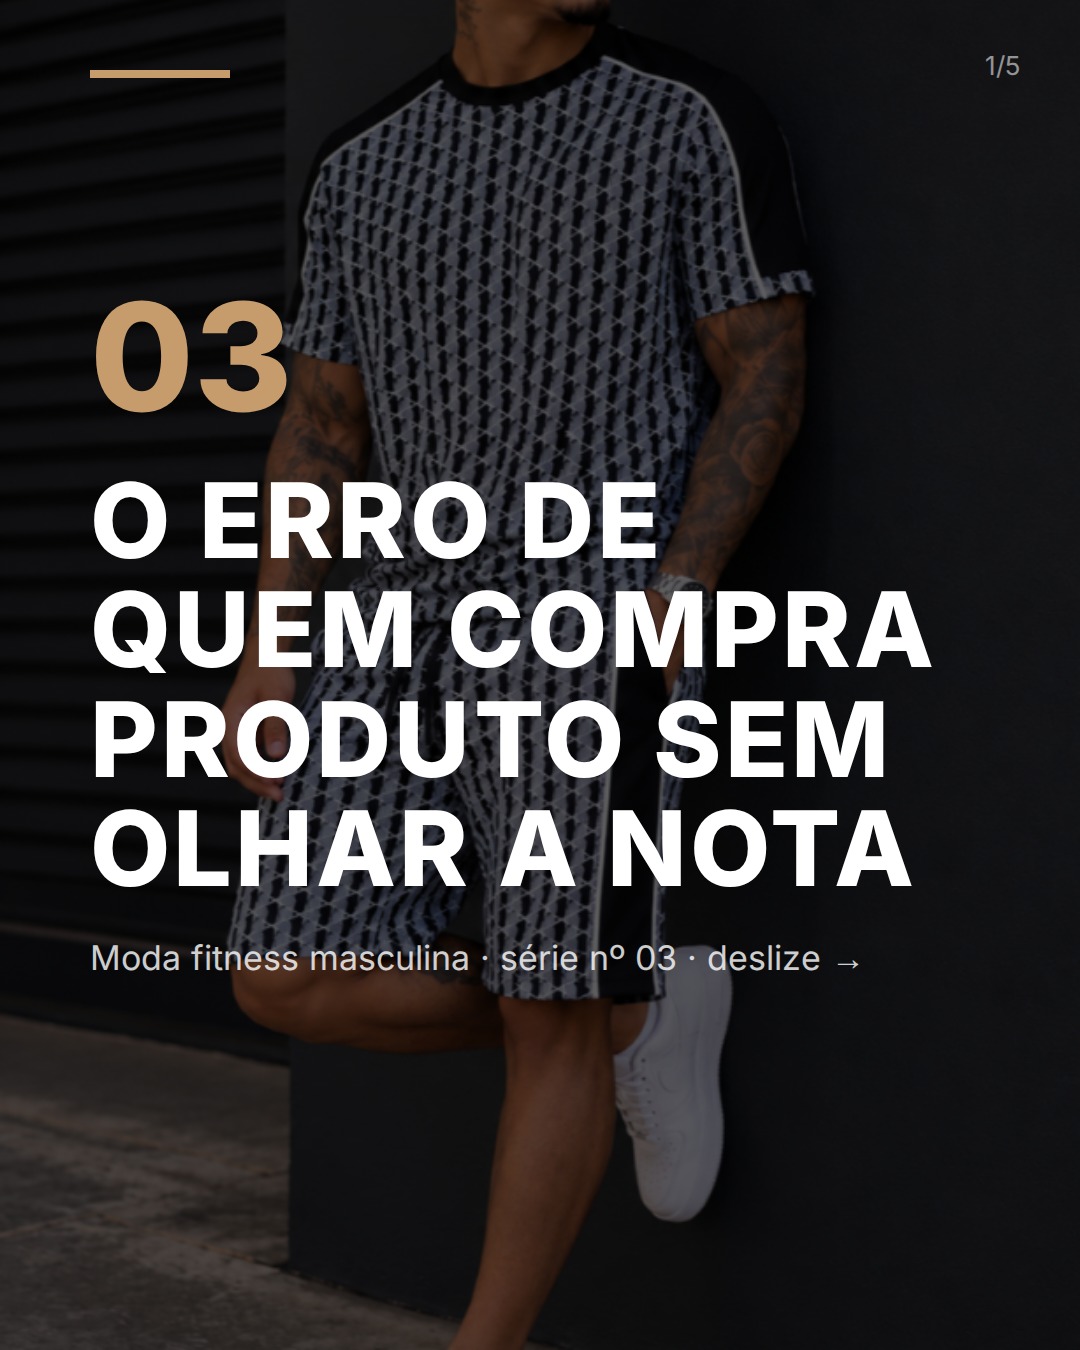 1/5
03
O ERRO DE
QUEM COMPRA
PRODUTO SEM
OLHAR A NOTA
Moda fitness masculina · série nº 03 · deslize →